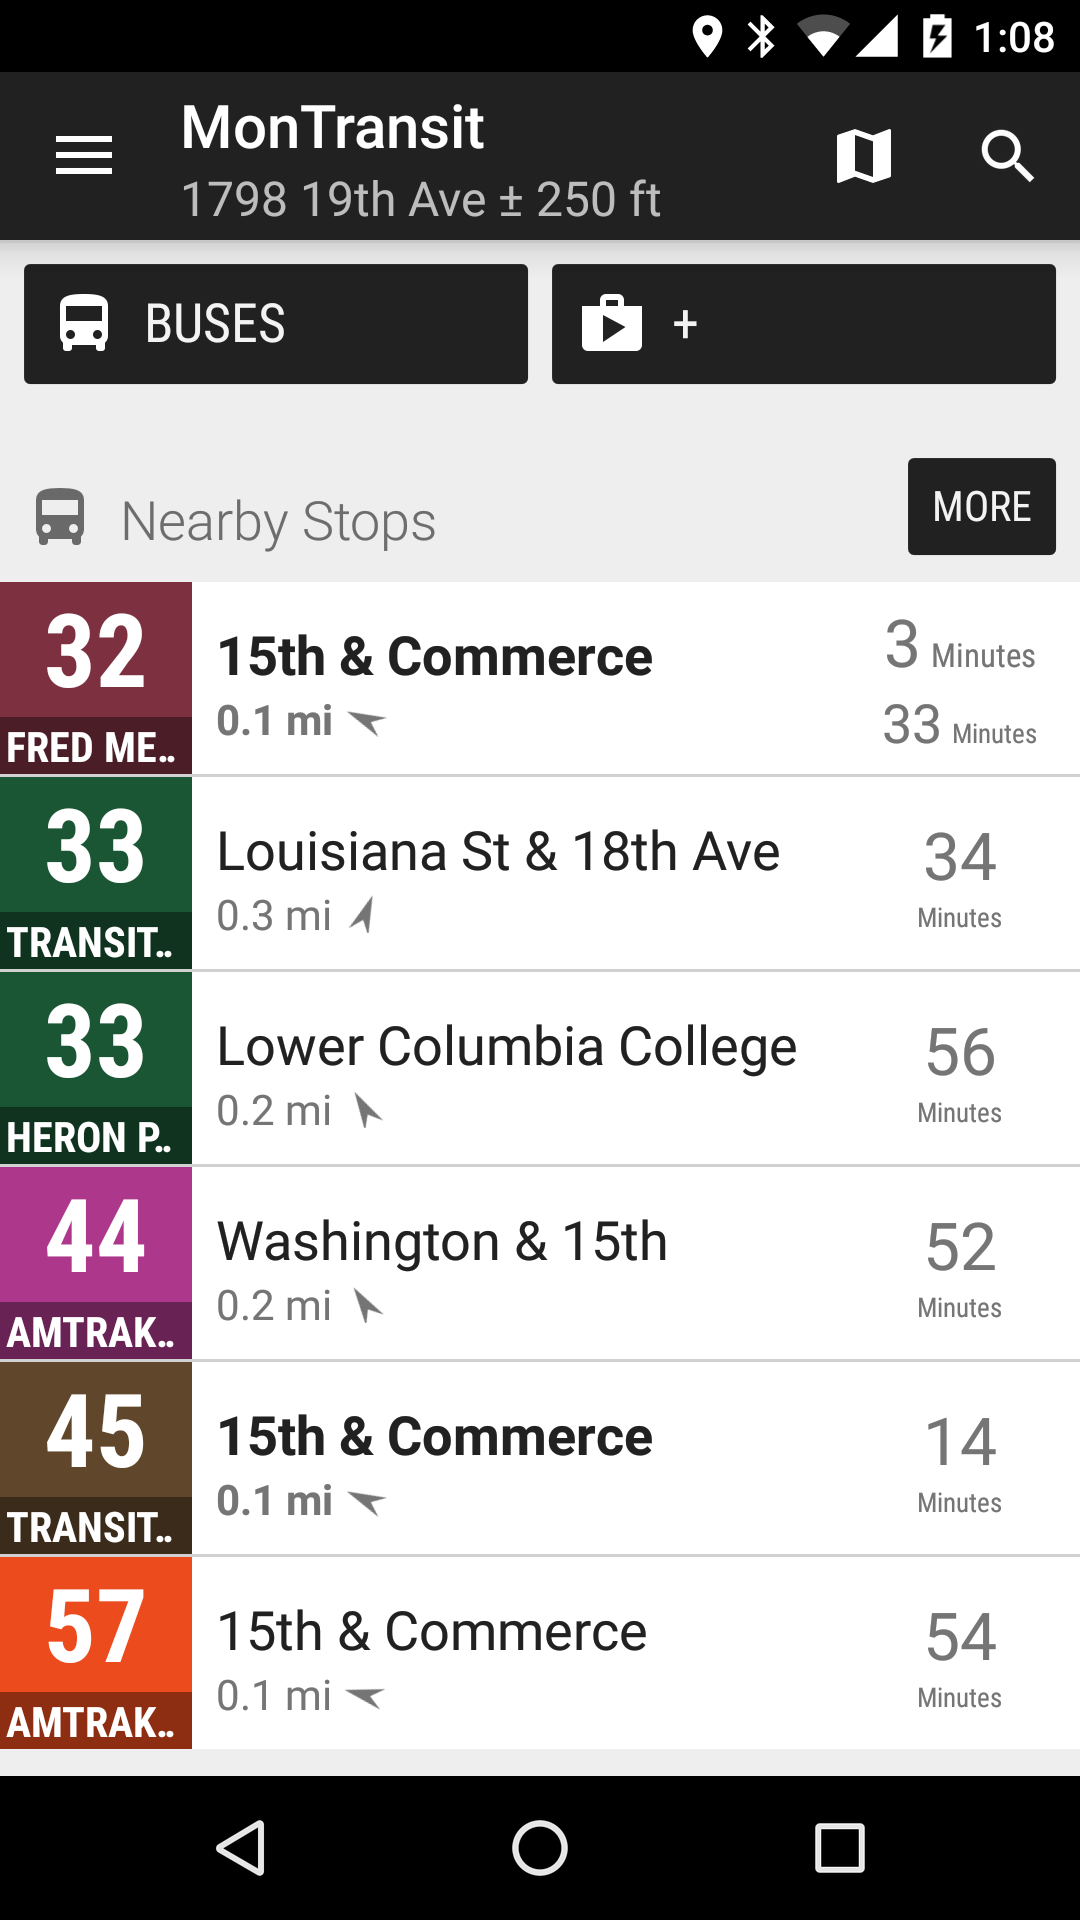 1:08
MonTransit
1798 19th Ave ± 250 ft
BUSES
+
Nearby Stops
MORE
32
FRED ME..
15th & Commerce
0.1 mi
3 Minutes
33 Minutes
33
TRANSIT..
Louisiana St & 18th Ave
0.3 mi
34
Minutes
33
HERON P..
Lower Columbia College
0.2 mi
56
Minutes
44
AMTRAK..
Washington & 15th
0.2 mi
52
Minutes
45
TRANSIT..
15th & Commerce
0.1 mi
14
Minutes
57
AMTRAK..
15th & Commerce
0.1 mi
54
Minutes